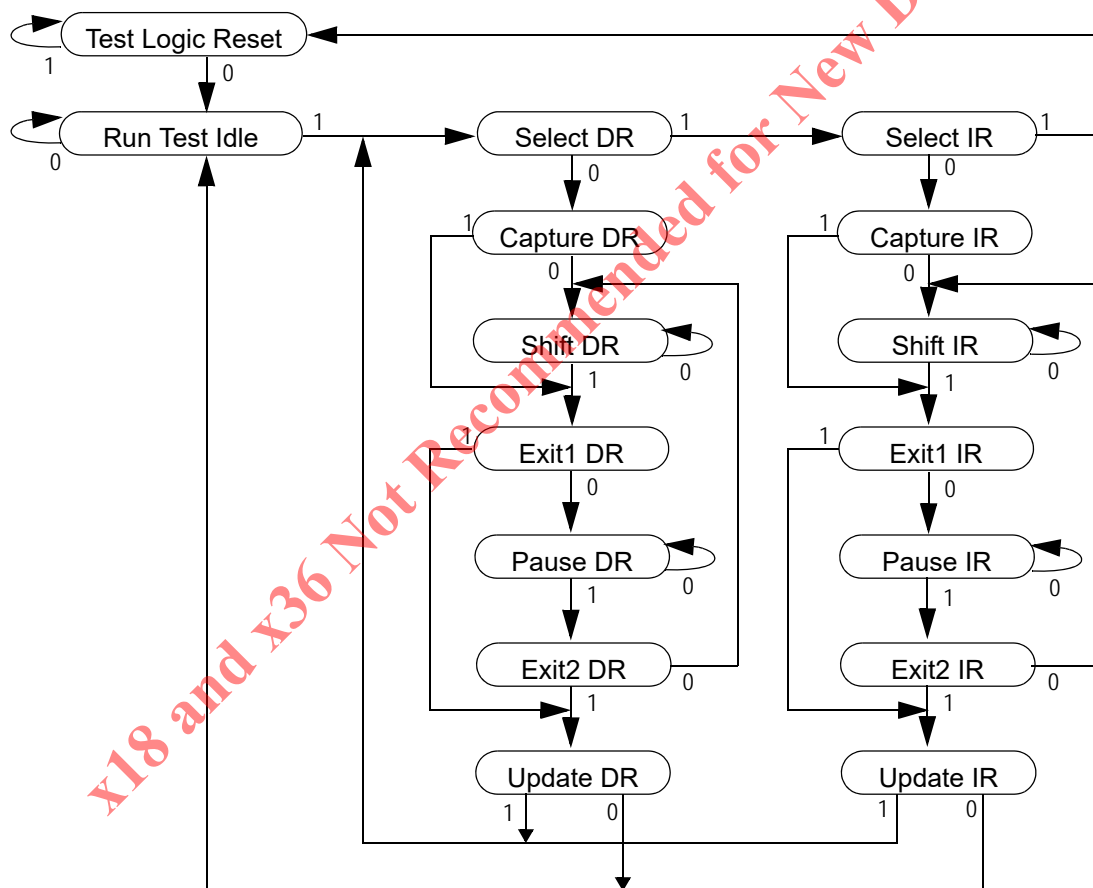 Test Logic Reset
1
0
Run Test Idle
0
1
Select DR
1
0
Select IR
1
0
1
Capture DR
0
1
Capture IR
0
Shift DR
0
1
Shift IR
0
1
1
Exit1 DR
0
1
Exit1 IR
0
Pause DR
0
1
Pause IR
0
1
Exit2 DR
0
1
Exit2 IR
0
1
Update DR
1
0
Update IR
1
0
x18 and x36 Not Recommended for New D